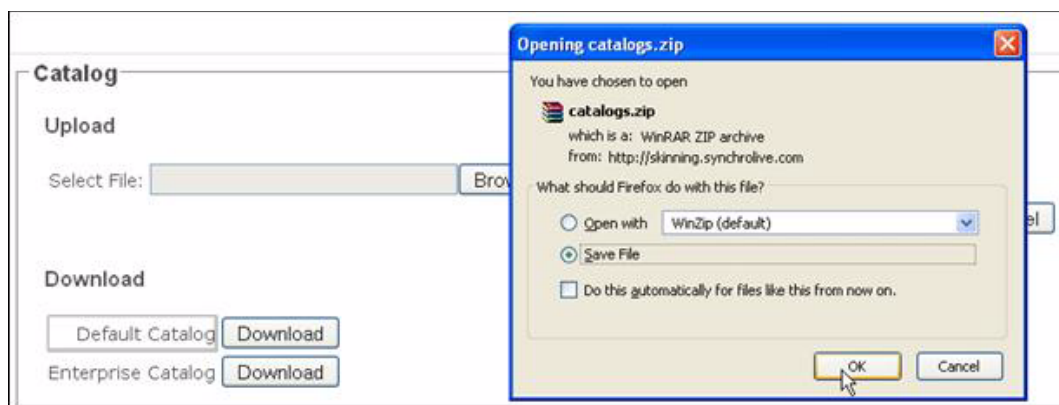 Catalog
Upload
Select File:
Download
Default Catalog Download
Enterprise Catalog Download
Opening catalogs.zip
You have chosen to open
catalogs.zip
which is a: WinRAR ZIP archive
from: http://skinning.synchrolive.com
What should Firefox do with this file?
Open with WinZip (default)
Save File
Do this automatically for files like this from now on.
OK Cancel